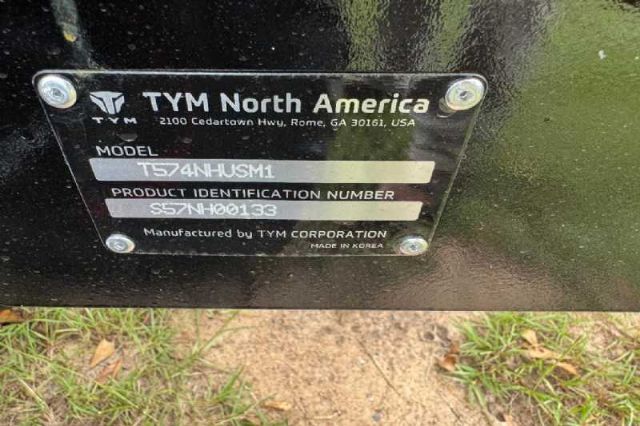 TYM
TYM North America
2100 Cedartown Hwy, Rome, GA 30161, USA
MODEL
T574NHUSM1
PRODUCT IDENTIFICATION NUMBER
S57NH00133
Manufactured by TYM CORPORATION
MADE IN KOREA